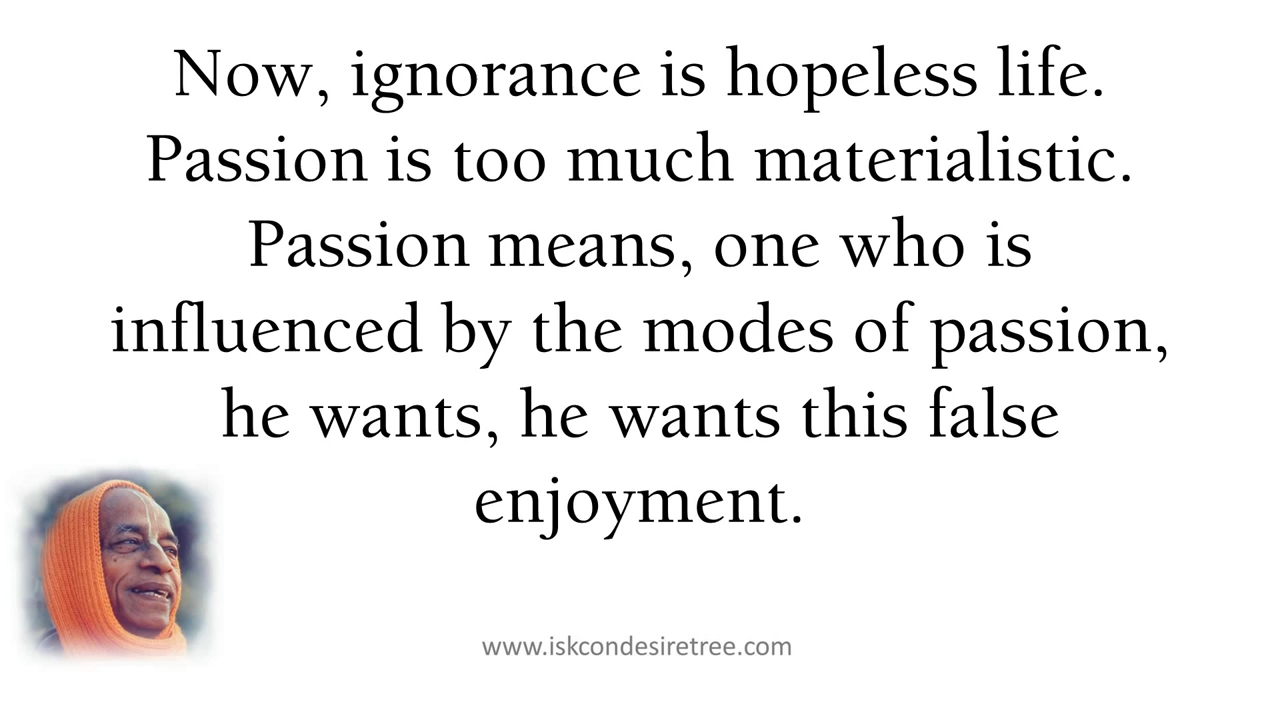 Now, ignorance is hopeless life.
Passion is too much materialistic.
Passion means, one who is
influenced by the modes of passion,
he wants, he wants this false
enjoyment.
www.iskcondesiretree.com